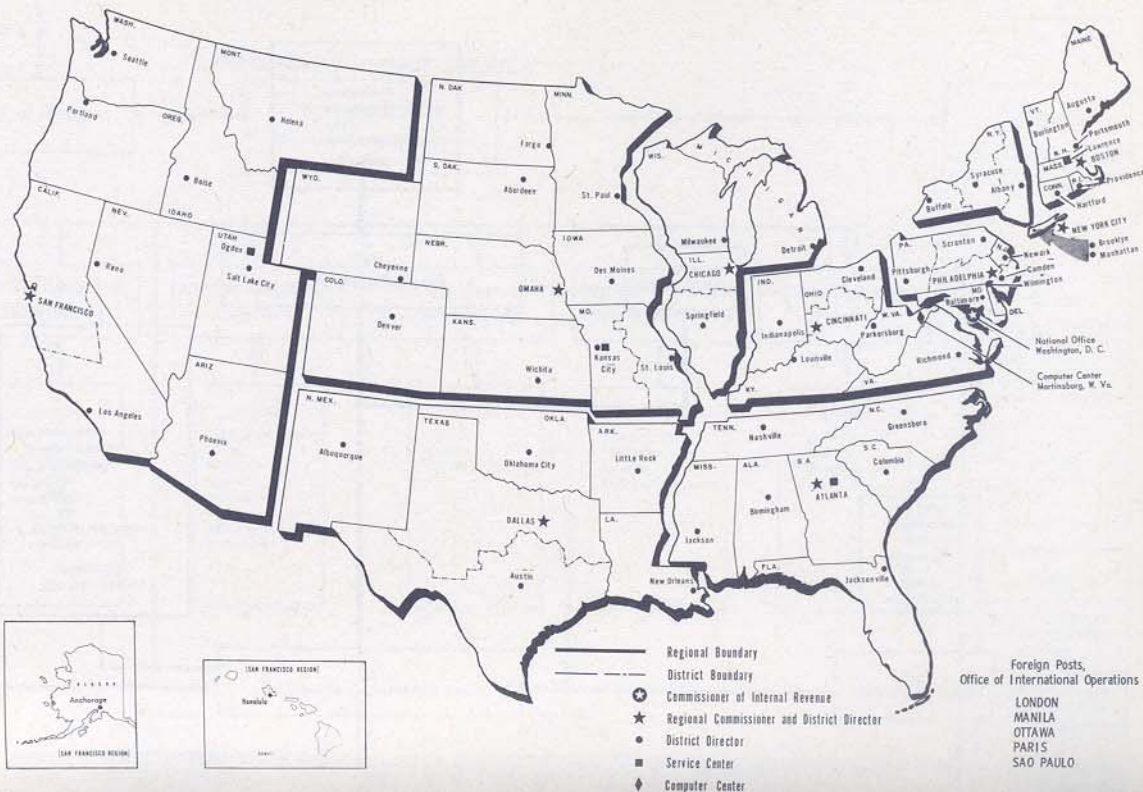 WASH.
Seattle
Portland
OREG.
MONT.
Helena
Boise
IDAHO
CALIF.
NEV.
Reno
SAN FRANCISCO
Los Angeles
UTAH
Ogden
Salt Lake City
ARIZ
Phoenix
WYO.
Cheyenne
COLO.
Denver
N. DAK
Fargo
S. DAK.
Aberdeen
NEBR.
OMAHA
KANS.
Wichita
MINN.
St. Paul
IOWA
Des Moines
MO.
Kansas
City
St. Louis
N. MEX.
Albuquerque
TEXAS
DALLAS
Austin
OKLA.
Oklahoma City
ARK.
Little Rock
LA.
New Orleans
WIS.
Milwaukee
MICHIGAN
Detroit
ILL.
CHICAGO
Springfield
IND.
Indianapolis
OHIO
Cleveland
CINCINNATI
KY.
Louisville
W. VA.
Parkersburg
VA.
Richmond
TENN.
Nashville
MISS.
Jackson
ALA.
Birmingham
GA.
ATLANTA
N.C.
Greensboro
S.C.
Columbia
FLA.
Jacksonville
PA.
Scranton
Pittsburgh
PHILADELPHIA
N.J.
Newark
Camden
Wilmington
MD.
Baltimore
DEL
N.Y.
Syracuse
Albany
Buffalo
MAINE
Augusta
VT.
Burlington
N.H.
Portsmouth
Lawrence
MASS.
BOSTON
R.I.
Providence
CONN.
Hartford
NEW YORK CITY
Brooklyn
Manhattan
National Office
Washington, D. C.
Computer Center
Martinsburg, W. Va.
ALASKA
Anchorage
[SAN FRANCISCO REGION]
[SAN FRANCISCO REGION]
Honolulu
HAWAII
Regional Boundary
District Boundary
Commissioner of Internal Revenue
Regional Commissioner and District Director
District Director
Service Center
Computer Center
Foreign Posts,
Office of International Operations
LONDON
MANILA
OTTAWA
PARIS
SAO PAULO